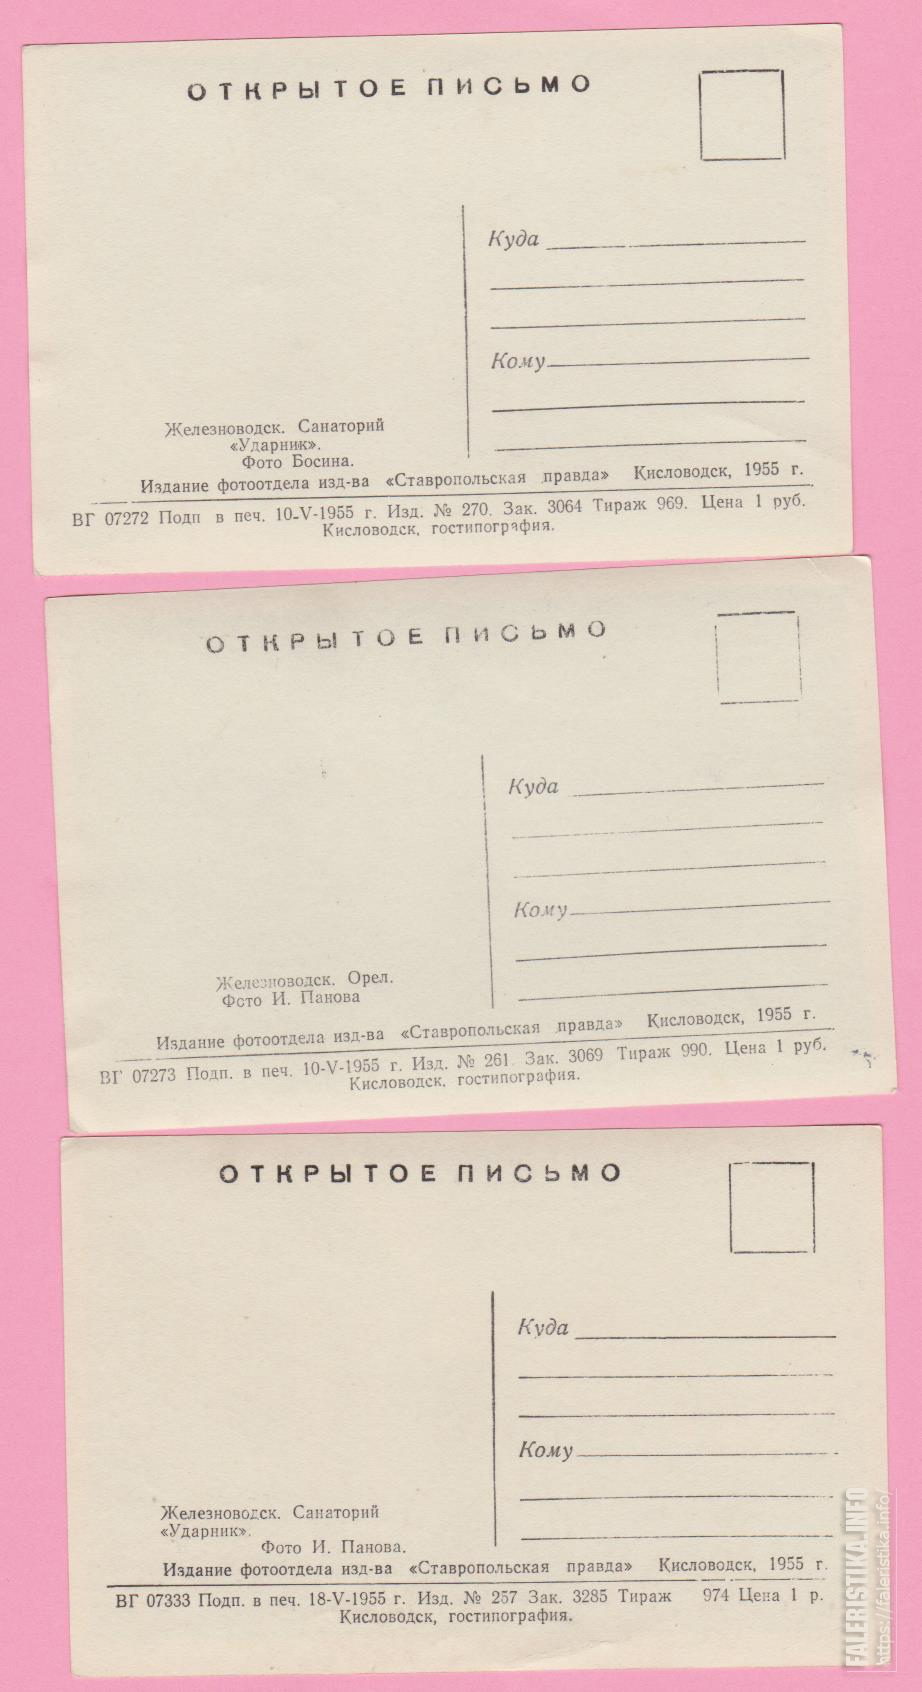 ОТКРЫТОЕ ПИСЬМО
Куда
Кому
Железноводск. Санаторий
«Ударник».
Фото Босина.
Издание фотоотдела изд-ва «Ставропольская правда» Кисловодск, 1955 г.
ВГ 07272 Подп в печ. 10-V-1955 г. Изд. № 270. Зак. 3064 Тираж 969. Цена 1 руб.
Кисловодск, гостипография.
ОТКРЫТОЕ ПИСЬМО
Куда
Кому
Железноводск. Орел.
Фото И. Панова
Издание фотоотдела изд-ва «Ставропольская правда» Кисловодск, 1955 г.
ВГ 07273 Подп. в печ. 10-V-1955 г. Изд. № 261. Зак. 3069 Тираж 990. Цена 1 руб.
Кисловодск, гостипография.
ОТКРЫТОЕ ПИСЬМО
Куда
Кому
Железноводск. Санаторий
«Ударник».
Фото И. Панова.
Издание фотоотдела изд-ва «Ставропольская правда» Кисловодск, 1955 г.
ВГ 07333 Подп. в печ. 18-V-1955 г. Изд. № 257 Зак. 3285 Тираж 974 Цена 1 р.
Кисловодск, гостипография.
FALERISTIKA.INFO
https://faleristika.info/